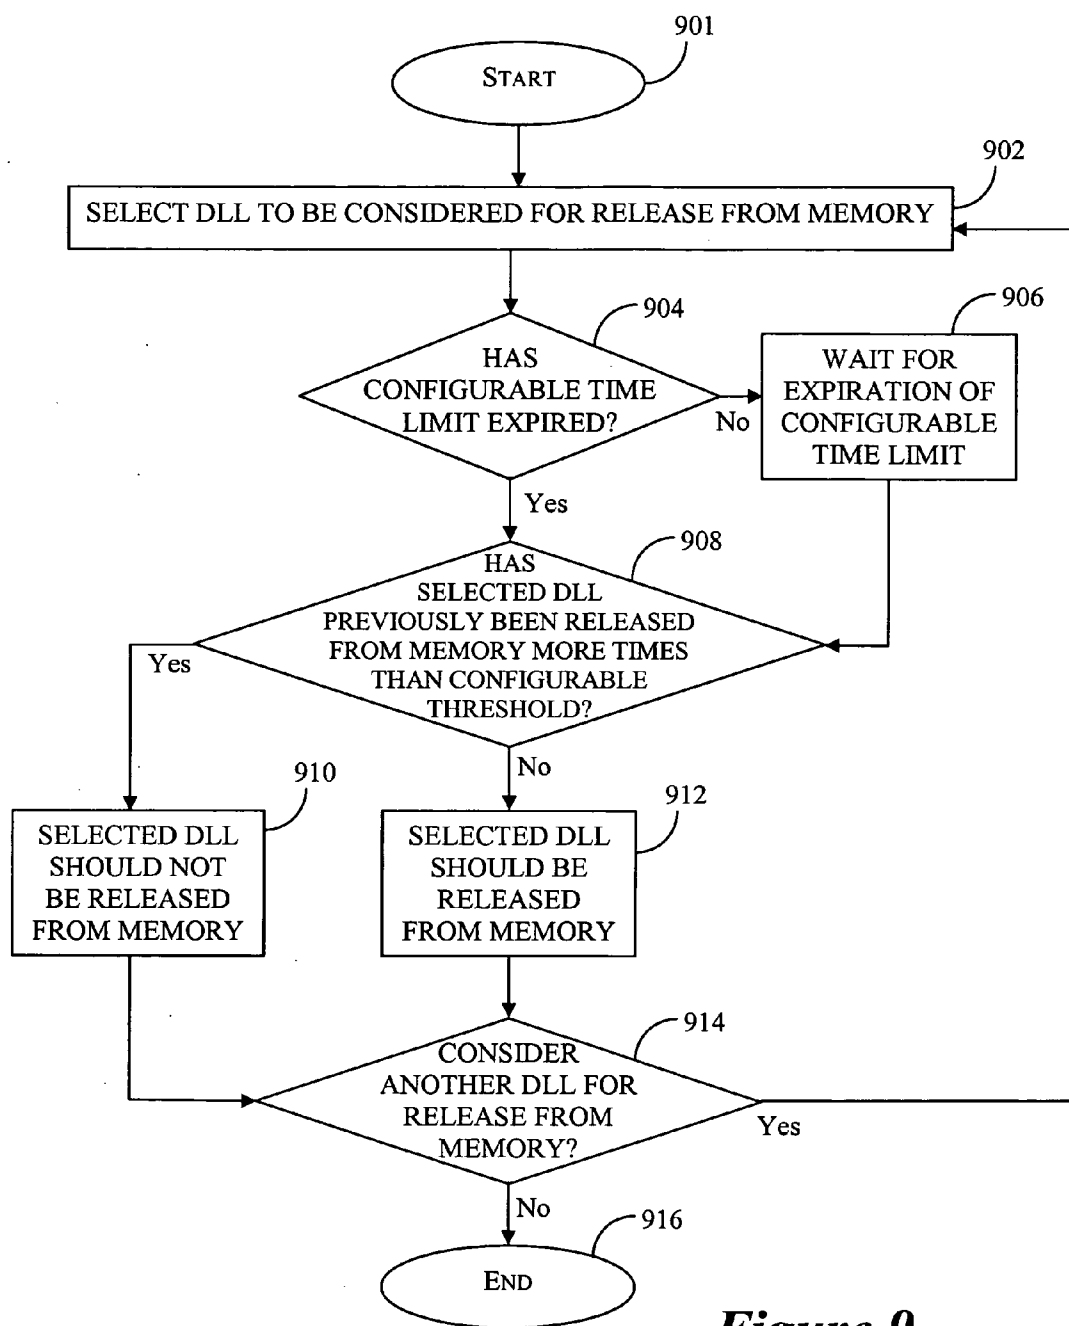 901
START
902
SELECT DLL TO BE CONSIDERED FOR RELEASE FROM MEMORY
904
HAS
CONFIGURABLE TIME
LIMIT EXPIRED?
No
906
WAIT FOR
EXPIRATION OF
CONFIGURABLE
TIME LIMIT
Yes
908
HAS
SELECTED DLL
PREVIOUSLY BEEN RELEASED
FROM MEMORY MORE TIMES
THAN CONFIGURABLE
THRESHOLD?
Yes
No
910
SELECTED DLL
SHOULD NOT
BE RELEASED
FROM MEMORY
912
SELECTED DLL
SHOULD BE
RELEASED
FROM MEMORY
914
CONSIDER
ANOTHER DLL FOR
RELEASE FROM
MEMORY?
Yes
No
916
END
Figure 9